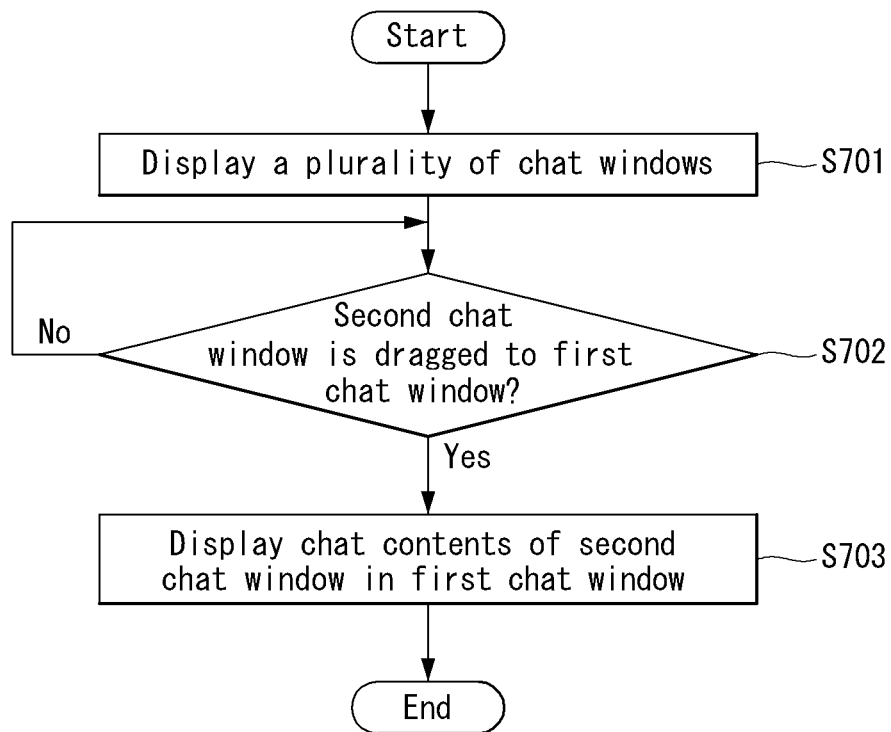 Start
Display a plurality of chat windows
S701
Second chat
window is dragged to first
chat window?
No
S702
Yes
Display chat contents of second
chat window in first chat window
S703
End